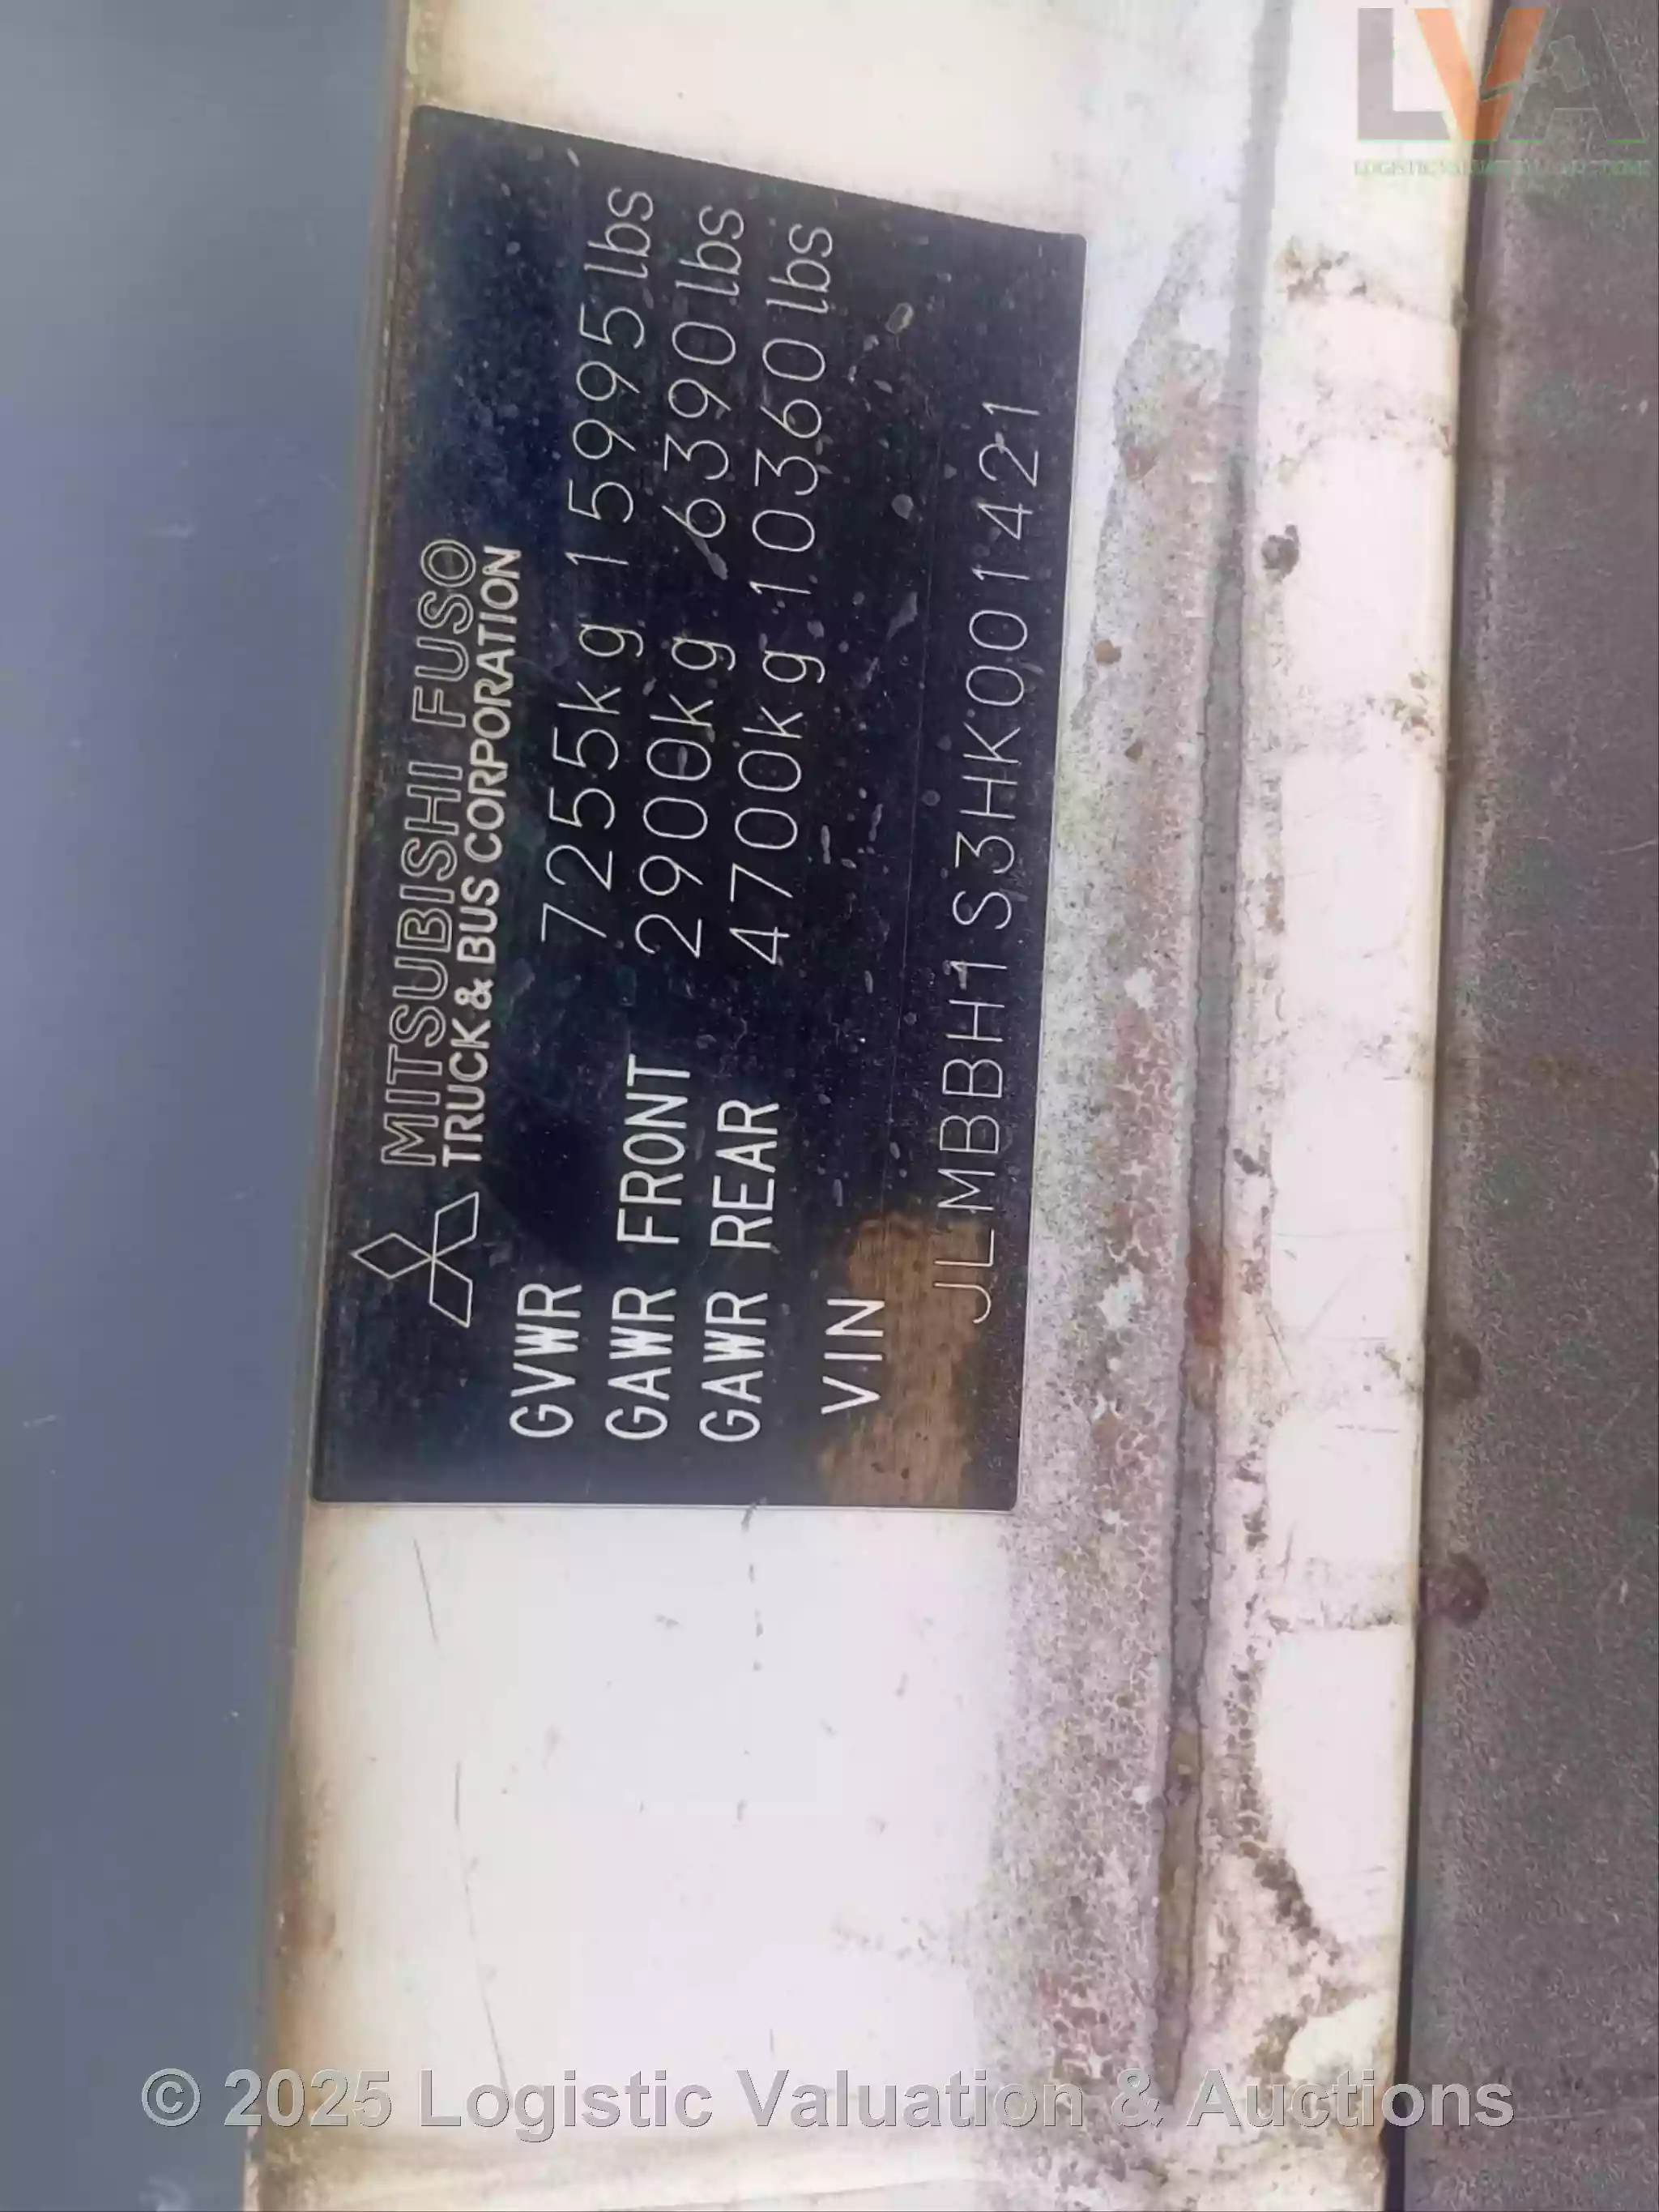 LVA
MITSUBISHI FUSO
TRUCK & BUS CORPORATION
GVWR 7255kg 15995lbs
GAWR FRONT 2900kg 6390lbs
GAWR REAR 4700kg 10360lbs
VIN
JLMBBH1S3HK001421
© 2025 Logistic Valuation & Auctions